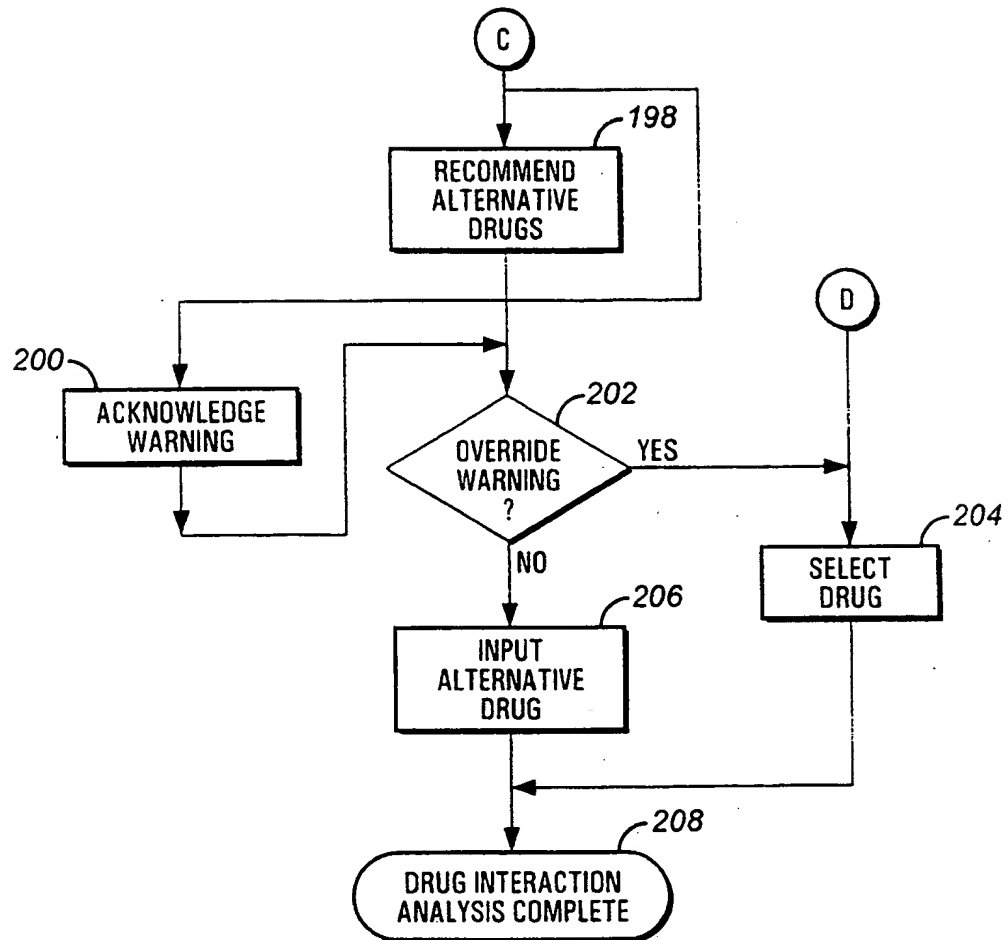 C
198
RECOMMEND
ALTERNATIVE
DRUGS
D
200
ACKNOWLEDGE
WARNING
202
OVERRIDE
WARNING
?
YES
NO
204
SELECT
DRUG
206
INPUT
ALTERNATIVE
DRUG
208
DRUG INTERACTION
ANALYSIS COMPLETE